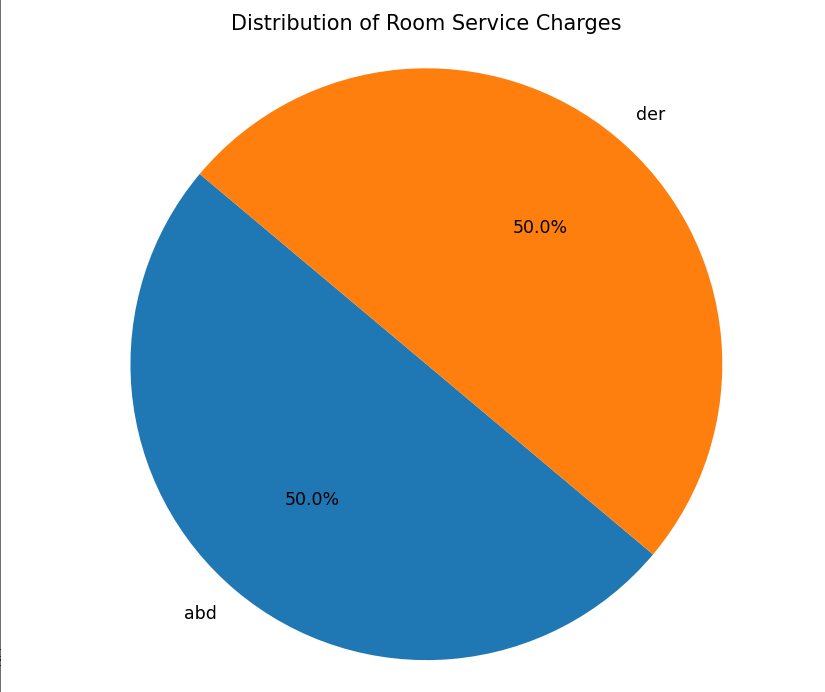 Distribution of Room Service Charges
der
50.0%
50.0%
abd